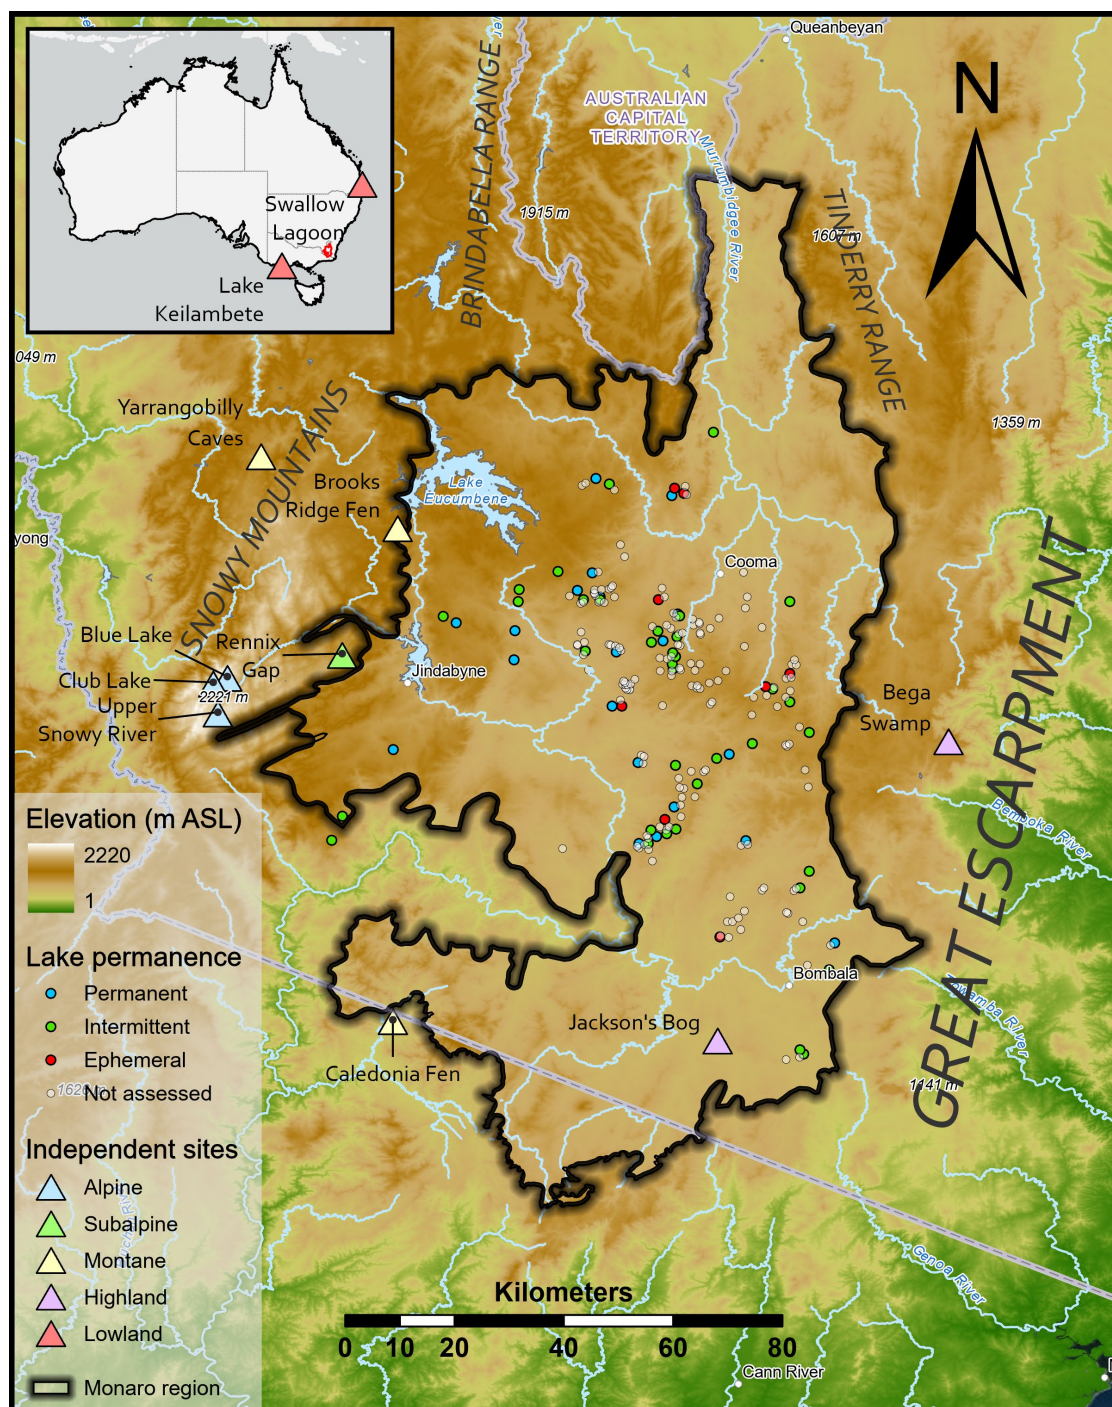 Queanbeyan
N
AUSTRALIAN
CAPITAL
TERRITORY
Murrumbidgee River
BRINDABELLA RANGE
1915 m
TINDERRY RANGE
1607 m
Swallow
Lagoon
Lake
Keilambete
049 m
1359 m
Yarrangobilly
Caves
SNOWY MOUNTAINS
Brooks
Ridge Fen
Lake
Eucumbene
yong
Cooma
Blue Lake
Rennix
Gap
Club Lake
2221 m
Upper
Snowy River
Jindabyne
Bega
Swamp
GREAT ESCARPMENT
Bemboka River
Towamba River
Bombala
Jackson's Bog
Caledonia Fen
1141 m
Genoa River
Cann River
Elevation (m ASL)
2220
1
Lake permanence
Permanent
Intermittent
Ephemeral
Not assessed
Independent sites
Alpine
Subalpine
Montane
Highland
Lowland
Monaro region
Kilometers
0 10 20 40 60 80